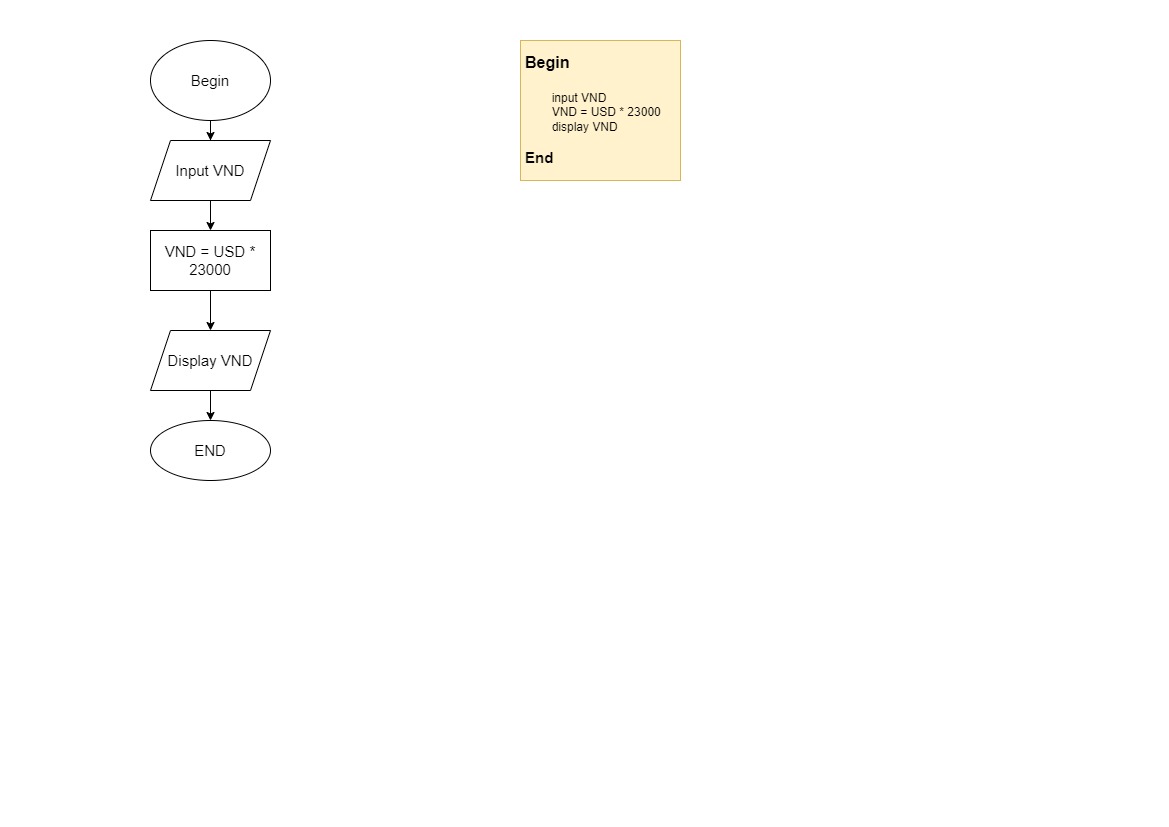 Begin
Input VND
VND = USD *
23000
Display VND
END
Begin
input VND
VND = USD * 23000
display VND
End